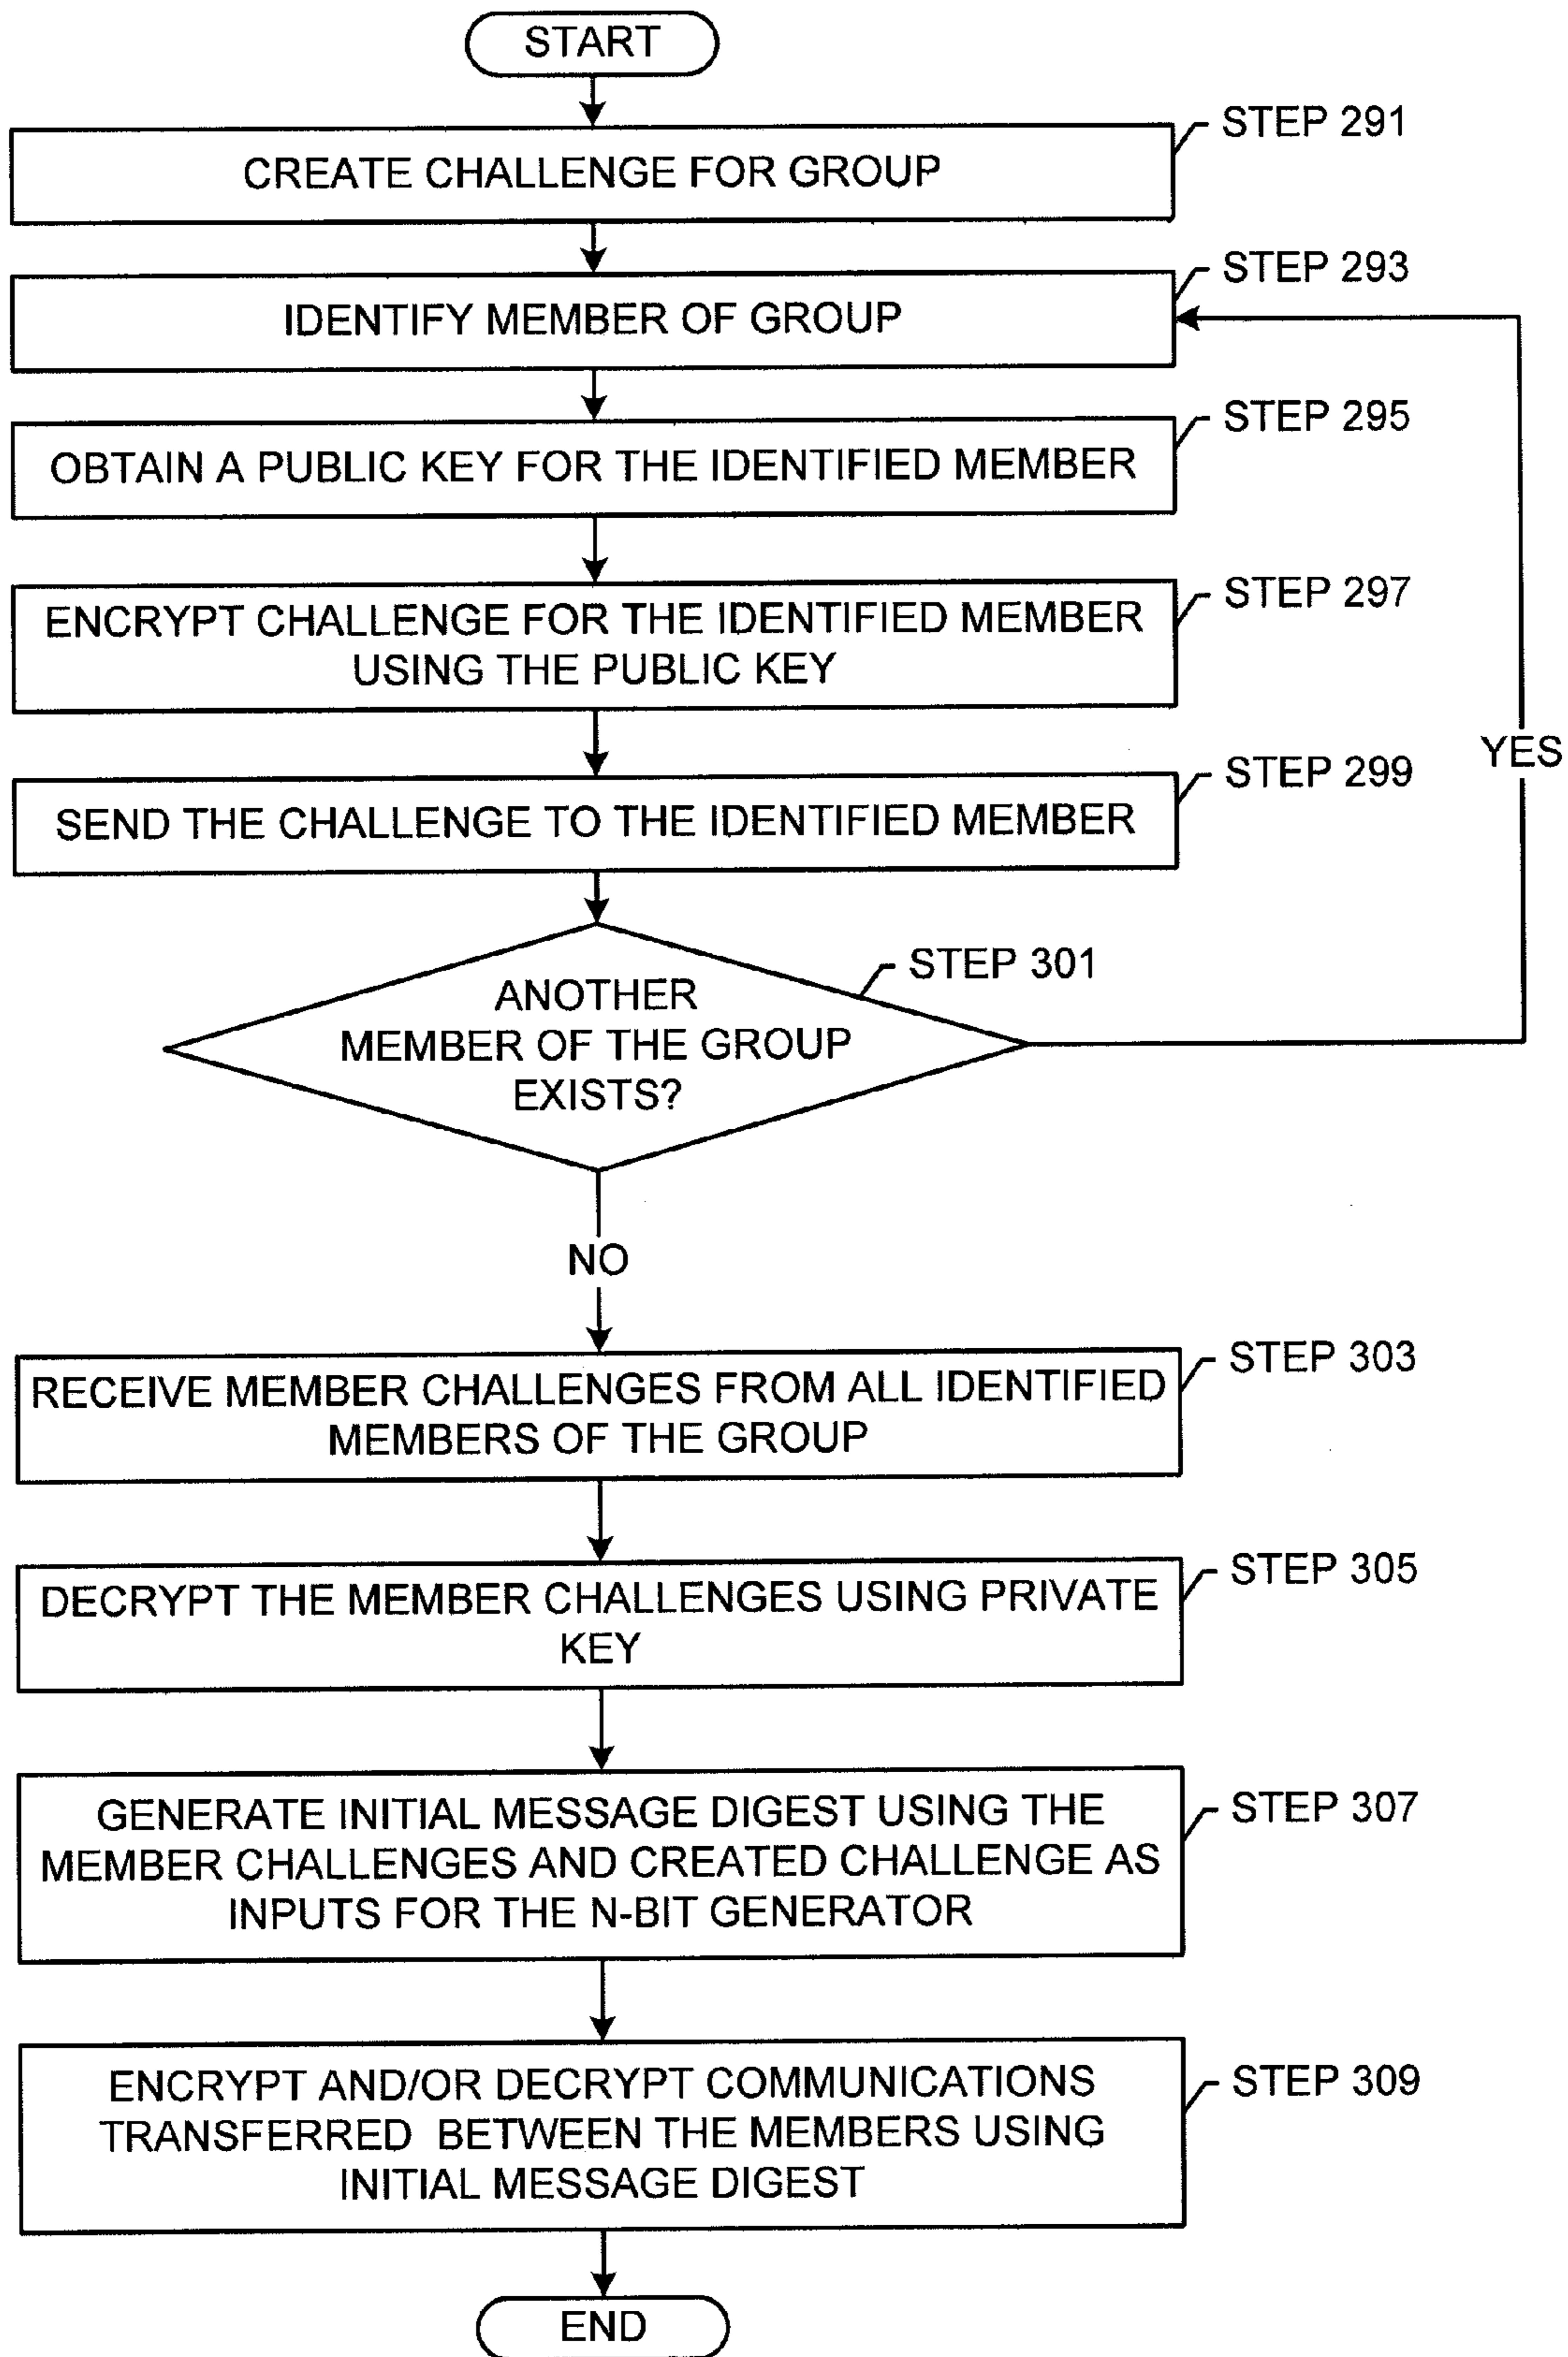 START
STEP 291
CREATE CHALLENGE FOR GROUP
STEP 293
IDENTIFY MEMBER OF GROUP
STEP 295
OBTAIN A PUBLIC KEY FOR THE IDENTIFIED MEMBER
STEP 297
ENCRYPT CHALLENGE FOR THE IDENTIFIED MEMBER
USING THE PUBLIC KEY
YES
STEP 299
SEND THE CHALLENGE TO THE IDENTIFIED MEMBER
STEP 301
ANOTHER
MEMBER OF THE GROUP
EXISTS?
NO
STEP 303
RECEIVE MEMBER CHALLENGES FROM ALL IDENTIFIED
MEMBERS OF THE GROUP
STEP 305
DECRYPT THE MEMBER CHALLENGES USING PRIVATE
KEY
STEP 307
GENERATE INITIAL MESSAGE DIGEST USING THE
MEMBER CHALLENGES AND CREATED CHALLENGE AS
INPUTS FOR THE N-BIT GENERATOR
STEP 309
ENCRYPT AND/OR DECRYPT COMMUNICATIONS
TRANSFERRED BETWEEN THE MEMBERS USING
INITIAL MESSAGE DIGEST
END